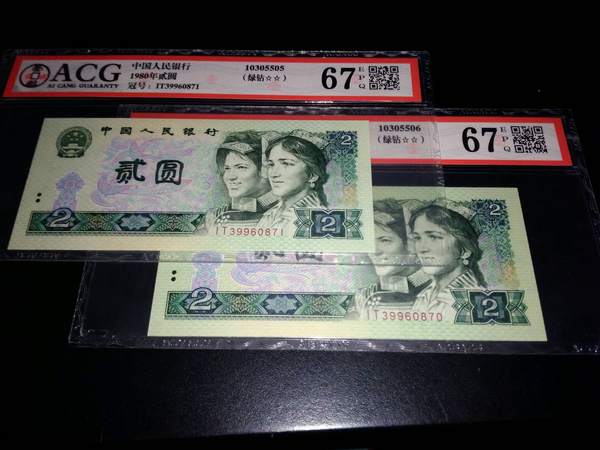 ACG
AI CANG GUARANTY
中国人民银行
1980年贰圆
冠号:IT39960871
10305505
(绿钻☆☆)
67
E
P
Q
10305506
(绿钻☆☆)
67
E
P
Q
中国人民银行
贰圆
2
2
2
IT39960871
2
2
2
IT39960870